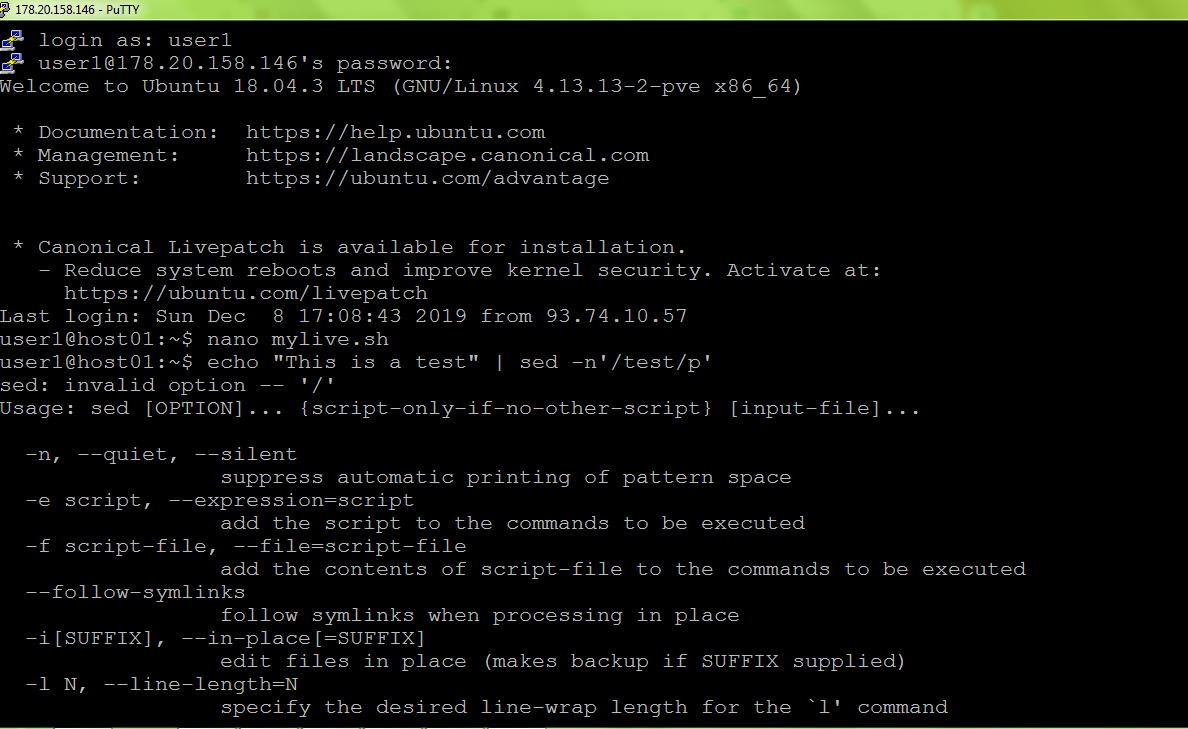 178.20.158.146 - PuTTY
login as: user1
user1@178.20.158.146's password:
Welcome to Ubuntu 18.04.3 LTS (GNU/Linux 4.13.13-2-pve x86_64)
* Documentation: https://help.ubuntu.com
* Management: https://landscape.canonical.com
* Support: https://ubuntu.com/advantage
* Canonical Livepatch is available for installation.
- Reduce system reboots and improve kernel security. Activate at:
https://ubuntu.com/livepatch
Last login: Sun Dec  8 17:08:43 2019 from 93.74.10.57
user1@host01:~$ nano mylive.sh
user1@host01:~$ echo "This is a test" | sed -n'/test/p'
sed: invalid option -- '/'
Usage: sed [OPTION]... {script-only-if-no-other-script} [input-file]...
-n, --quiet, --silent
suppress automatic printing of pattern space
-e script, --expression=script
add the script to the commands to be executed
-f script-file, --file=script-file
add the contents of script-file to the commands to be executed
--follow-symlinks
follow symlinks when processing in place
-i[SUFFIX], --in-place[=SUFFIX]
edit files in place (makes backup if SUFFIX supplied)
-l N, --line-length=N
specify the desired line-wrap length for the `l' command